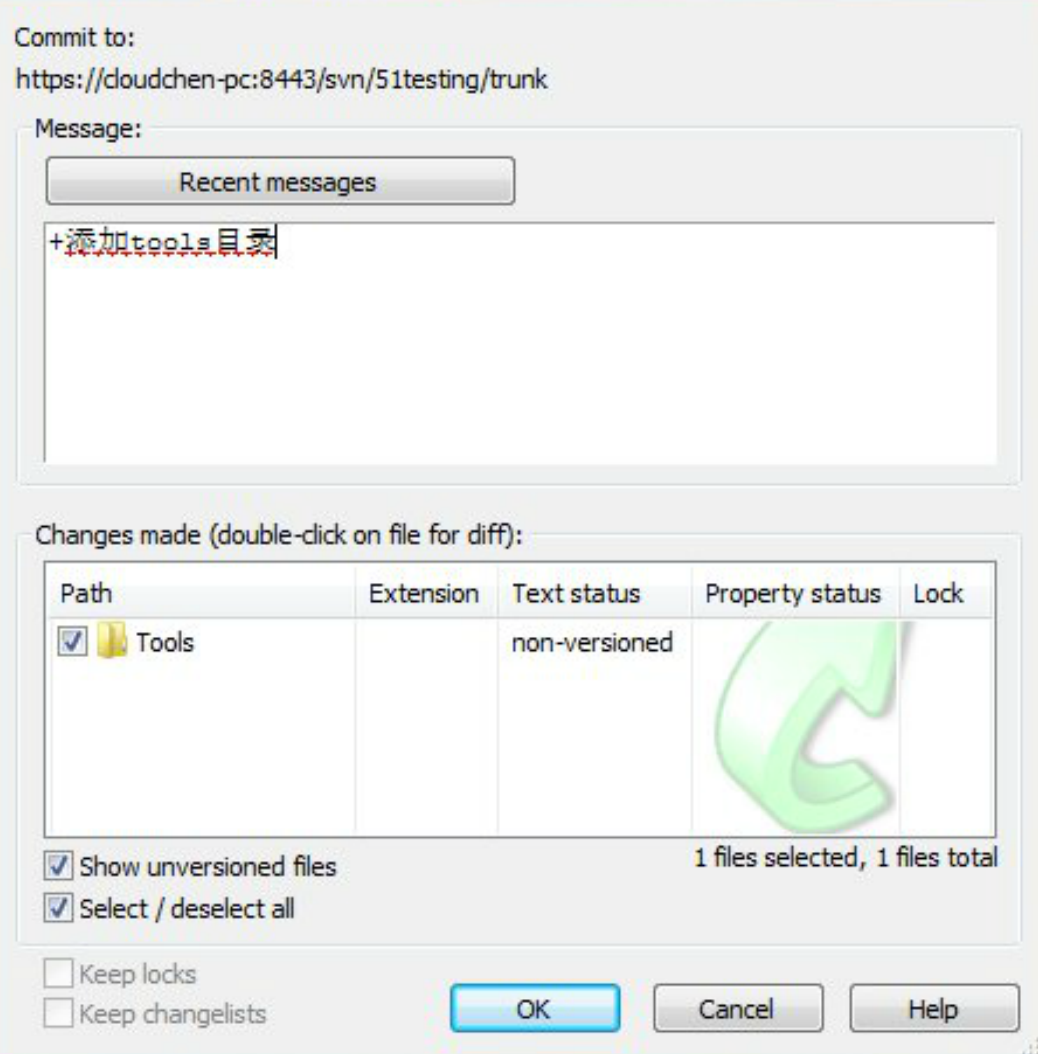 Commit to:
https://cloudchen-pc:8443/svn/51testing/trunk
Message:
Recent messages
+添加tools目录
Changes made (double-click on file for diff):
Path Extension Text status Property status Lock
Tools non-versioned
1 files selected, 1 files total
Show unversioned files
Select / deselect all
Keep locks
Keep changelists
OK Cancel Help